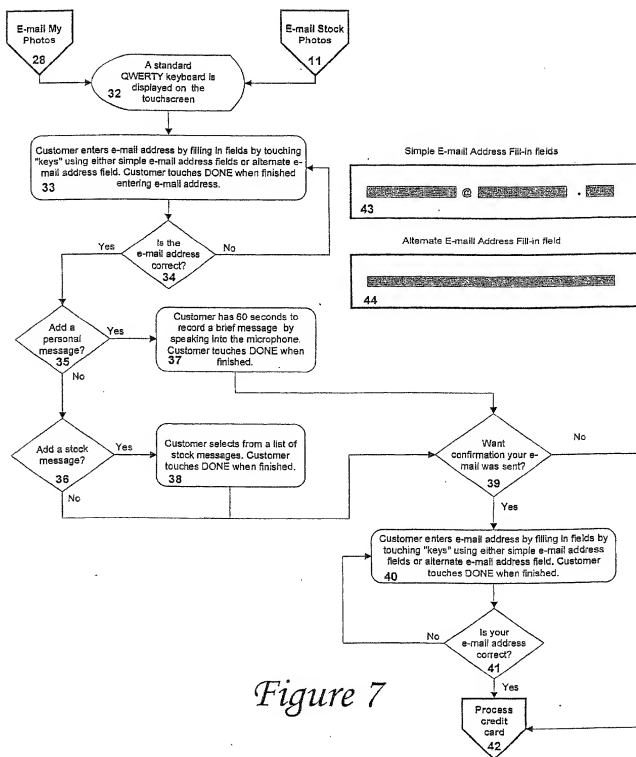 E-mail My
Photos
28
E-mail Stock
Photos
11
A standard
QWERTY keyboard is
displayed on the
touchscreen
32
Customer enters e-mail address by filling in fields by touching
"keys" using either simple e-mail address fields or alternate e-
mail address field. Customer touches DONE when finished
entering e-mail address.
33
Simple E-maill Address Fill-in fields
@ .
43
Is the
e-mail address
correct?
34
Yes
No
Alternate E-maill Address Fill-in field
44
Add a
personal
message?
35
Yes
No
Customer has 60 seconds to
record a brief message by
speaking into the microphone.
Customer touches DONE when
finished.
37
Add a stock
message?
36
Yes
No
Customer selects from a list of
stock messages. Customer
touches DONE when finished.
38
Want
confirmation your e-
mail was sent?
39
No
Yes
Customer enters e-mail address by filling in fields by
touching "keys" using either simple e-mail address
fields or alternate e-mail address field. Customer
touches DONE when finished.
40
Is your
e-mail address
correct?
41
No
Yes
Process
credit
card
42
Figure 7